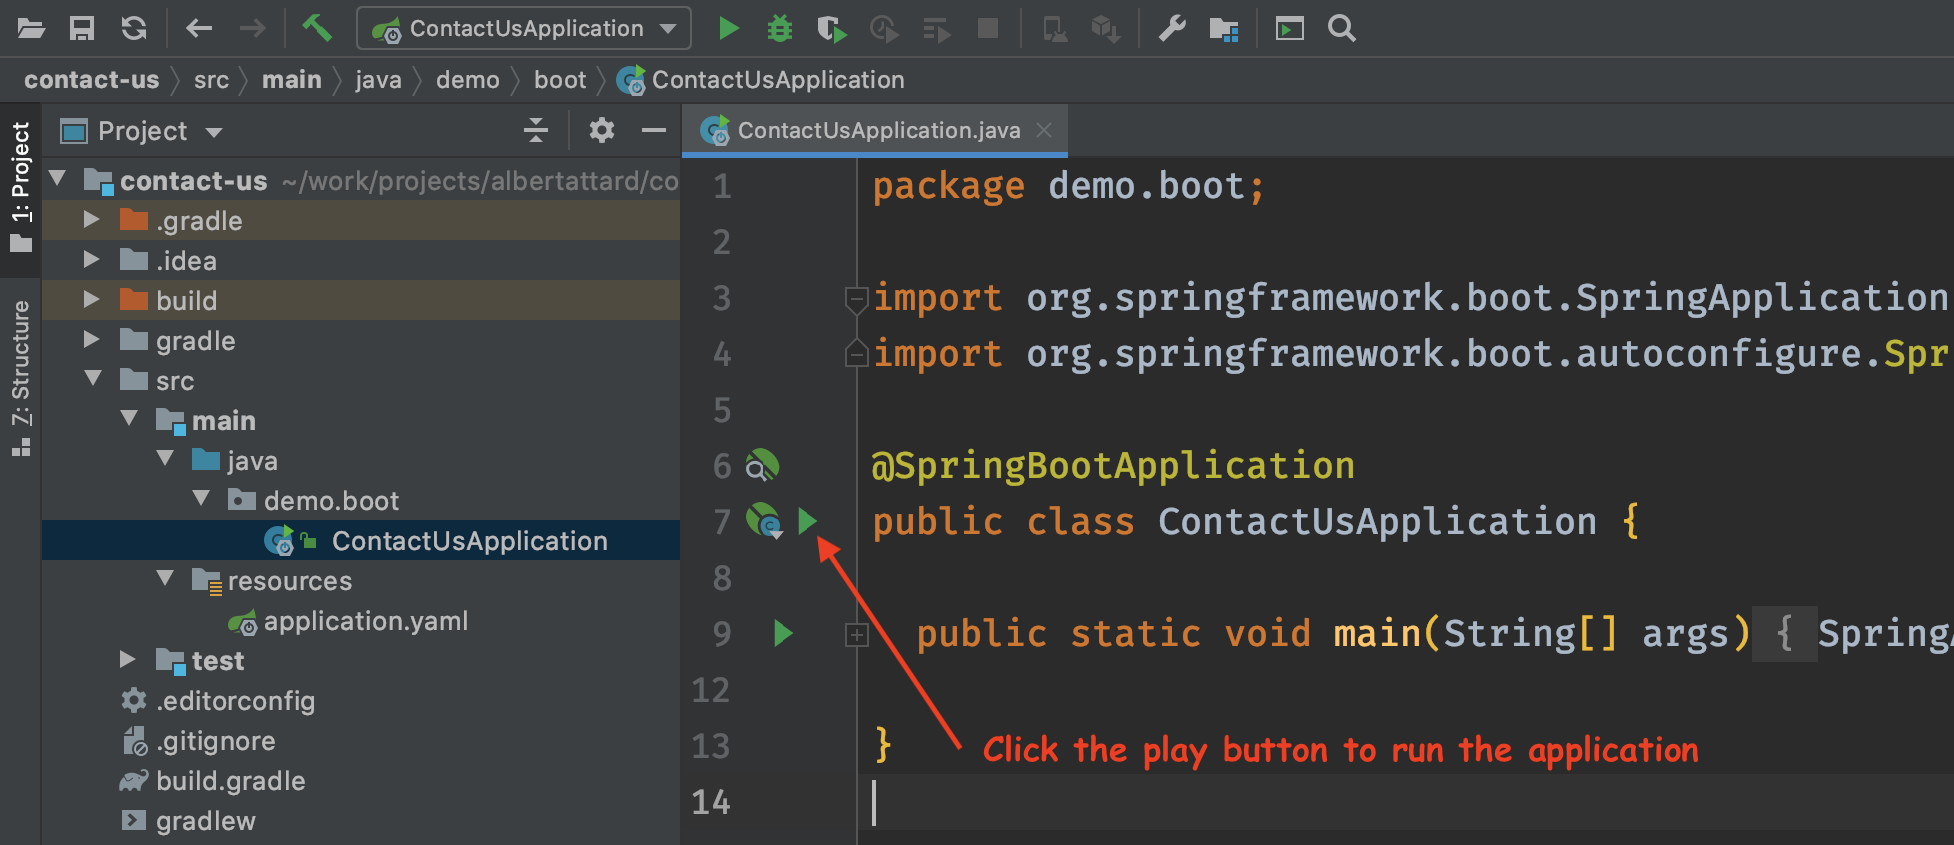 ContactUsApplication
contact-us src main java demo boot ContactUsApplication
1: Project
Z: Structure
Project
contact-us ~/work/projects/albertattard/co
.gradle
.idea
build
gradle
src
main
java
demo.boot
ContactUsApplication
resources
application.yaml
test
.editorconfig
.gitignore
build.gradle
gradlew
ContactUsApplication.java
1 package demo.boot;
2
3 import org.springframework.boot.SpringApplication
4 import org.springframework.boot.autoconfigure.Spr
5
6 @SpringBootApplication
7 public class ContactUsApplication {
8
9 public static void main(String[] args) { SpringA
12
13 }
Click the play button to run the application
14